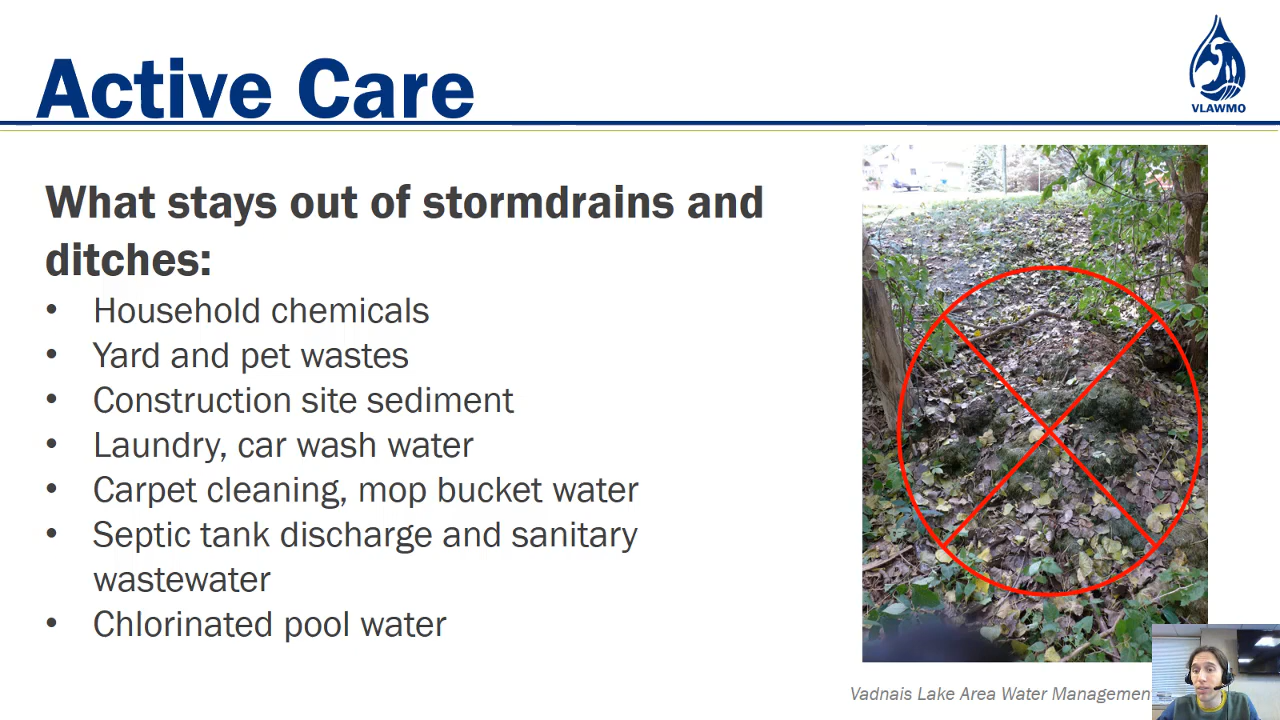 Active Care
VLAWMO
What stays out of stormdrains and
ditches:
• Household chemicals
• Yard and pet wastes
• Construction site sediment
• Laundry, car wash water
• Carpet cleaning, mop bucket water
• Septic tank discharge and sanitary
wastewater
• Chlorinated pool water
Vadnais Lake Area Water Managemen